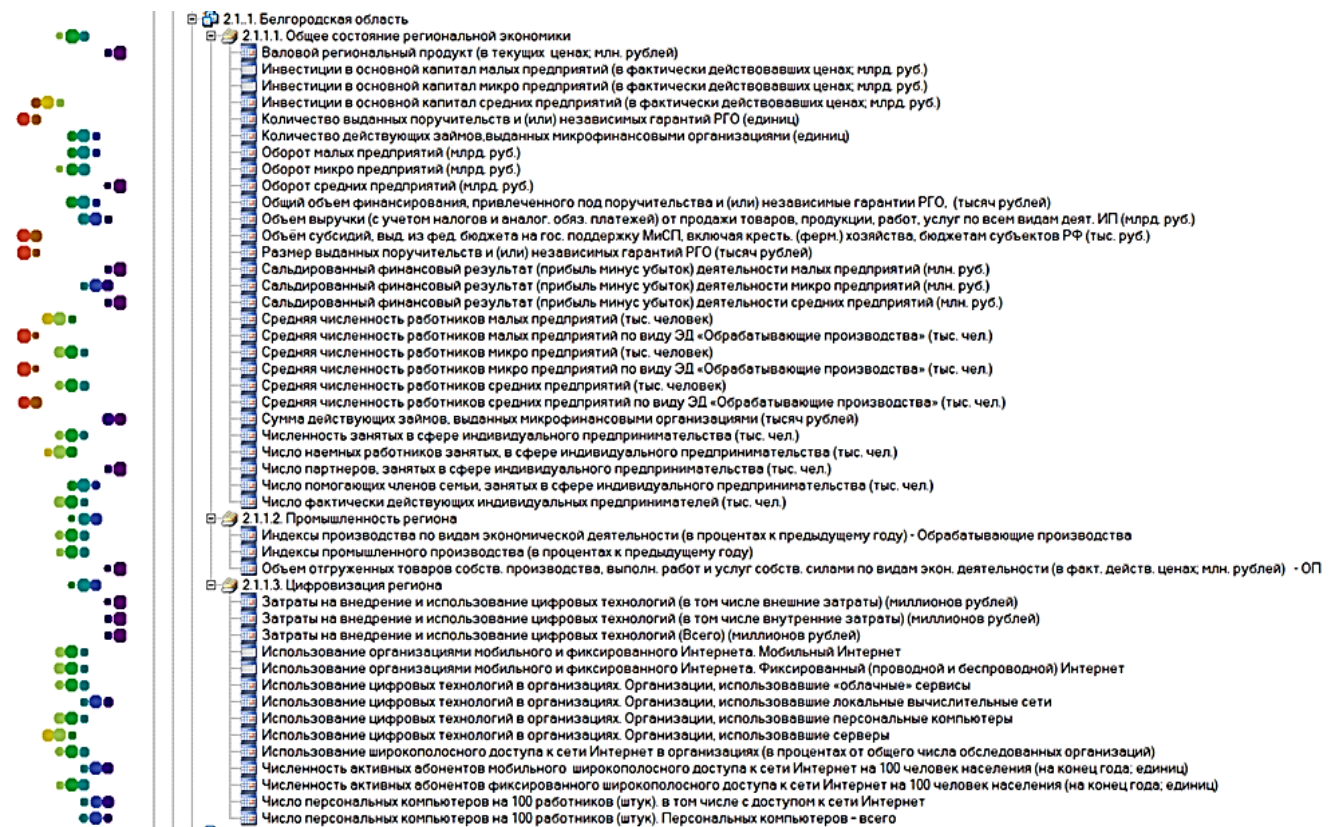 2.1..1. Белгородская область
2.1.1.1. Общее состояние региональной экономики
Валовой региональный продукт (в текущих ценах; млн. рублей)
Инвестиции в основной капитал малых предприятий (в фактически действовавших ценах; млрд. руб.)
Инвестиции в основной капитал микро предприятий (в фактически действовавших ценах; млрд. руб.)
Инвестиции в основной капитал средних предприятий (в фактически действовавших ценах; млрд. руб.)
Количество выданных поручительств и (или) независимых гарантий РГО (единиц)
Количество действующих займов,выданных микрофинансовыми организациями (единиц)
Оборот малых предприятий (млрд. руб.)
Оборот микро предприятий (млрд. руб.)
Оборот средних предприятий (млрд. руб.)
Общий объем финансирования, привлеченного под поручительства и (или) независимые гарантии РГО, (тысяч рублей)
Объем выручки (с учетом налогов и аналог. обяз. платежей) от продажи товаров, продукции, работ, услуг по всем видам деят. ИП (млрд. руб.)
Объём субсидий, выд. из фед. бюджета на гос. поддержку МиСП, включая кресть. (ферм.) хозяйства, бюджетам субъектов РФ (тыс. руб.)
Размер выданных поручительств и (или) независимых гарантий РГО (тысяч рублей)
Сальдированный финансовый результат (прибыль минус убыток) деятельности малых предприятий (млн. руб.)
Сальдированный финансовый результат (прибыль минус убыток) деятельности микро предприятий (млн. руб.)
Сальдированный финансовый результат (прибыль минус убыток) деятельности средних предприятий (млн. руб.)
Средняя численность работников малых предприятий (тыс. человек)
Средняя численность работников малых предприятий по виду ЭД «Обрабатывающие производства» (тыс. чел.)
Средняя численность работников микро предприятий (тыс. человек)
Средняя численность работников микро предприятий по виду ЭД «Обрабатывающие производства» (тыс. чел.)
Средняя численность работников средних предприятий (тыс. человек)
Средняя численность работников средних предприятий по виду ЭД «Обрабатывающие производства» (тыс. чел.)
Сумма действующих займов, выданных микрофинансовыми организациями (тысяч рублей)
Численность занятых в сфере индивидуального предпринимательства (тыс. чел.)
Число наемных работников занятых, в сфере индивидуального предпринимательства (тыс. чел.)
Число партнеров, занятых в сфере индивидуального предпринимательства (тыс. чел.)
Число помогающих членов семьи, занятых в сфере индивидуального предпринимательства (тыс. чел.)
Число фактически действующих индивидуальных предпринимателей (тыс. чел.)
2.1.1.2. Промышленность региона
Индексы производства по видам экономической деятельности (в процентах к предыдущему году) - Обрабатывающие производства
Индексы промышленного производства (в процентах к предыдущему году)
Объем отгруженных товаров собств. производства, выполн. работ и услуг собств. силами по видам экон. деятельности (в факт. действ. ценах; млн. рублей) - ОП
2.1.1.3. Цифровизация региона
Затраты на внедрение и использование цифровых технологий (в том числе внешние затраты) (миллионов рублей)
Затраты на внедрение и использование цифровых технологий (в том числе внутренние затраты) (миллионов рублей)
Затраты на внедрение и использование цифровых технологий (Всего) (миллионов рублей)
Использование организациями мобильного и фиксированного Интернета. Мобильный Интернет
Использование организациями мобильного и фиксированного Интернета. Фиксированный (проводной и беспроводной) Интернет
Использование цифровых технологий в организациях. Организации, использовавшие «облачные» сервисы
Использование цифровых технологий в организациях. Организации, использовавшие локальные вычислительные сети
Использование цифровых технологий в организациях. Организации, использовавшие персональные компьютеры
Использование цифровых технологий в организациях. Организации, использовавшие серверы
Использование широкополосного доступа к сети Интернет в организациях (в процентах от общего числа обследованных организаций)
Численность активных абонентов мобильного широкополосного доступа к сети Интернет на 100 человек населения (на конец года; единиц)
Численность активных абонентов фиксированного широкополосного доступа к сети Интернет на 100 человек населения (на конец года; единиц)
Число персональных компьютеров на 100 работников (штук). в том числе с доступом к сети Интернет
Число персональных компьютеров на 100 работников (штук). Персональных компьютеров - всего